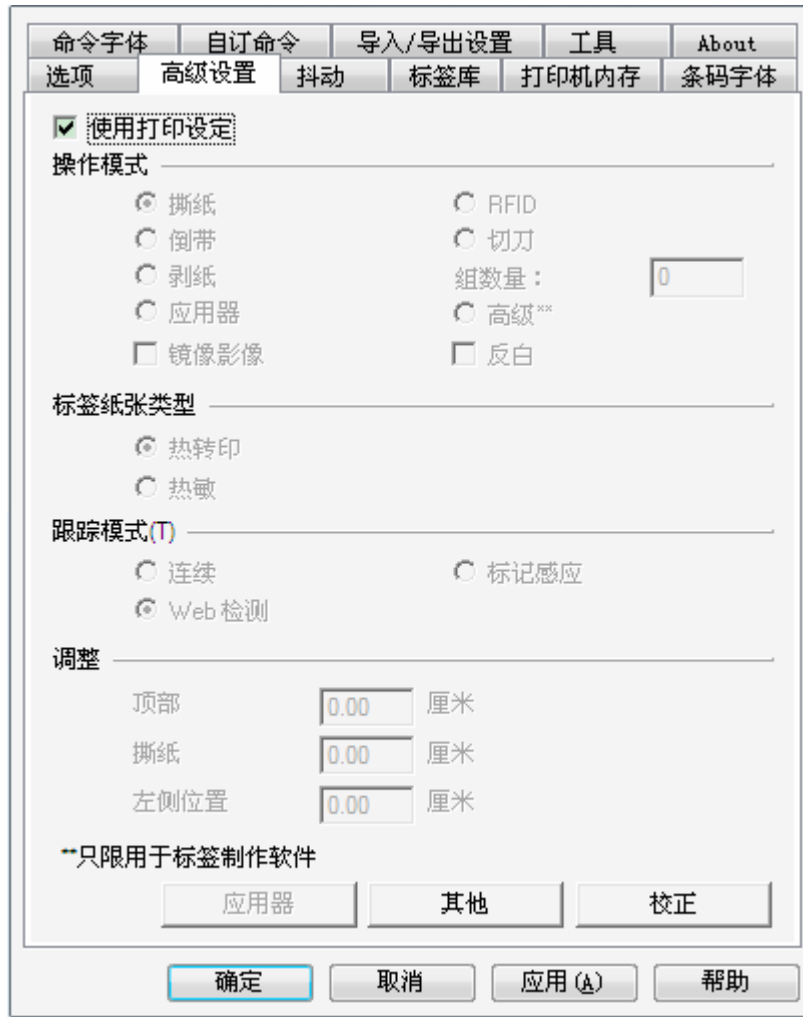 命令字体 自订命令 导入/导出设置 工具 About
选项 高级设置 抖动 标签库 打印机内存 条码字体
使用打印设定
操作模式
撕纸 RFID
倒带 切刀
剥纸 组数量： 0
应用器 高级**
镜像影像 反白
标签纸张类型
热转印
热敏
跟踪模式(T)
连续 标记感应
Web 检测
调整
顶部 0.00 厘米
撕纸 0.00 厘米
左侧位置 0.00 厘米
**只限用于标签制作软件
应用器 其他 校正
确定 取消 应用(A) 帮助